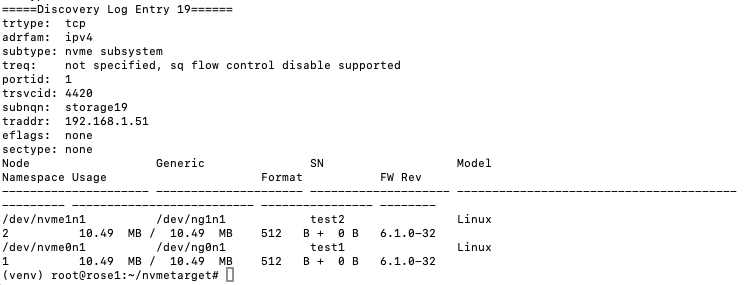 =====Discovery Log Entry 19======
trtype:  tcp
adrfam:  ipv4
subtype: nvme subsystem
treq:    not specified, sq flow control disable supported
portid:  1
trsvcid: 4420
subnqn:  storage19
traddr:  192.168.1.51
eflags:  none
sectype: none
Node                  Generic               SN                   Model
Namespace Usage                      Format           FW Rev
--------------------- --------------------- -------------------- ----------------------------------------
--------- -------------------------- ---------------- --------
/dev/nvme1n1          /dev/ng1n1            test2                Linux
2          10.49  MB /  10.49  MB    512   B +  0 B   6.1.0-32
/dev/nvme0n1          /dev/ng0n1            test1                Linux
1          10.49  MB /  10.49  MB    512   B +  0 B   6.1.0-32
(venv) root@rose1:~/nvmetarget#